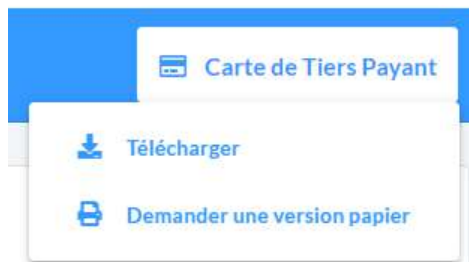 Carte de Tiers Payant
Télécharger
Demander une version papier